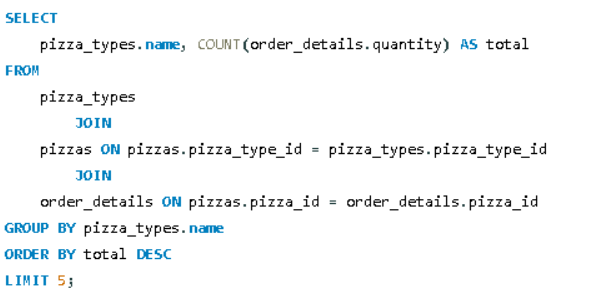 SELECT
pizza_types.name, COUNT(order_details.quantity) AS total
FROM
pizza_types
JOIN
pizzas ON pizzas.pizza_type_id = pizza_types.pizza_type_id
JOIN
order_details ON pizzas.pizza_id = order_details.pizza_id
GROUP BY pizza_types.name
ORDER BY total DESC
LIMIT 5;